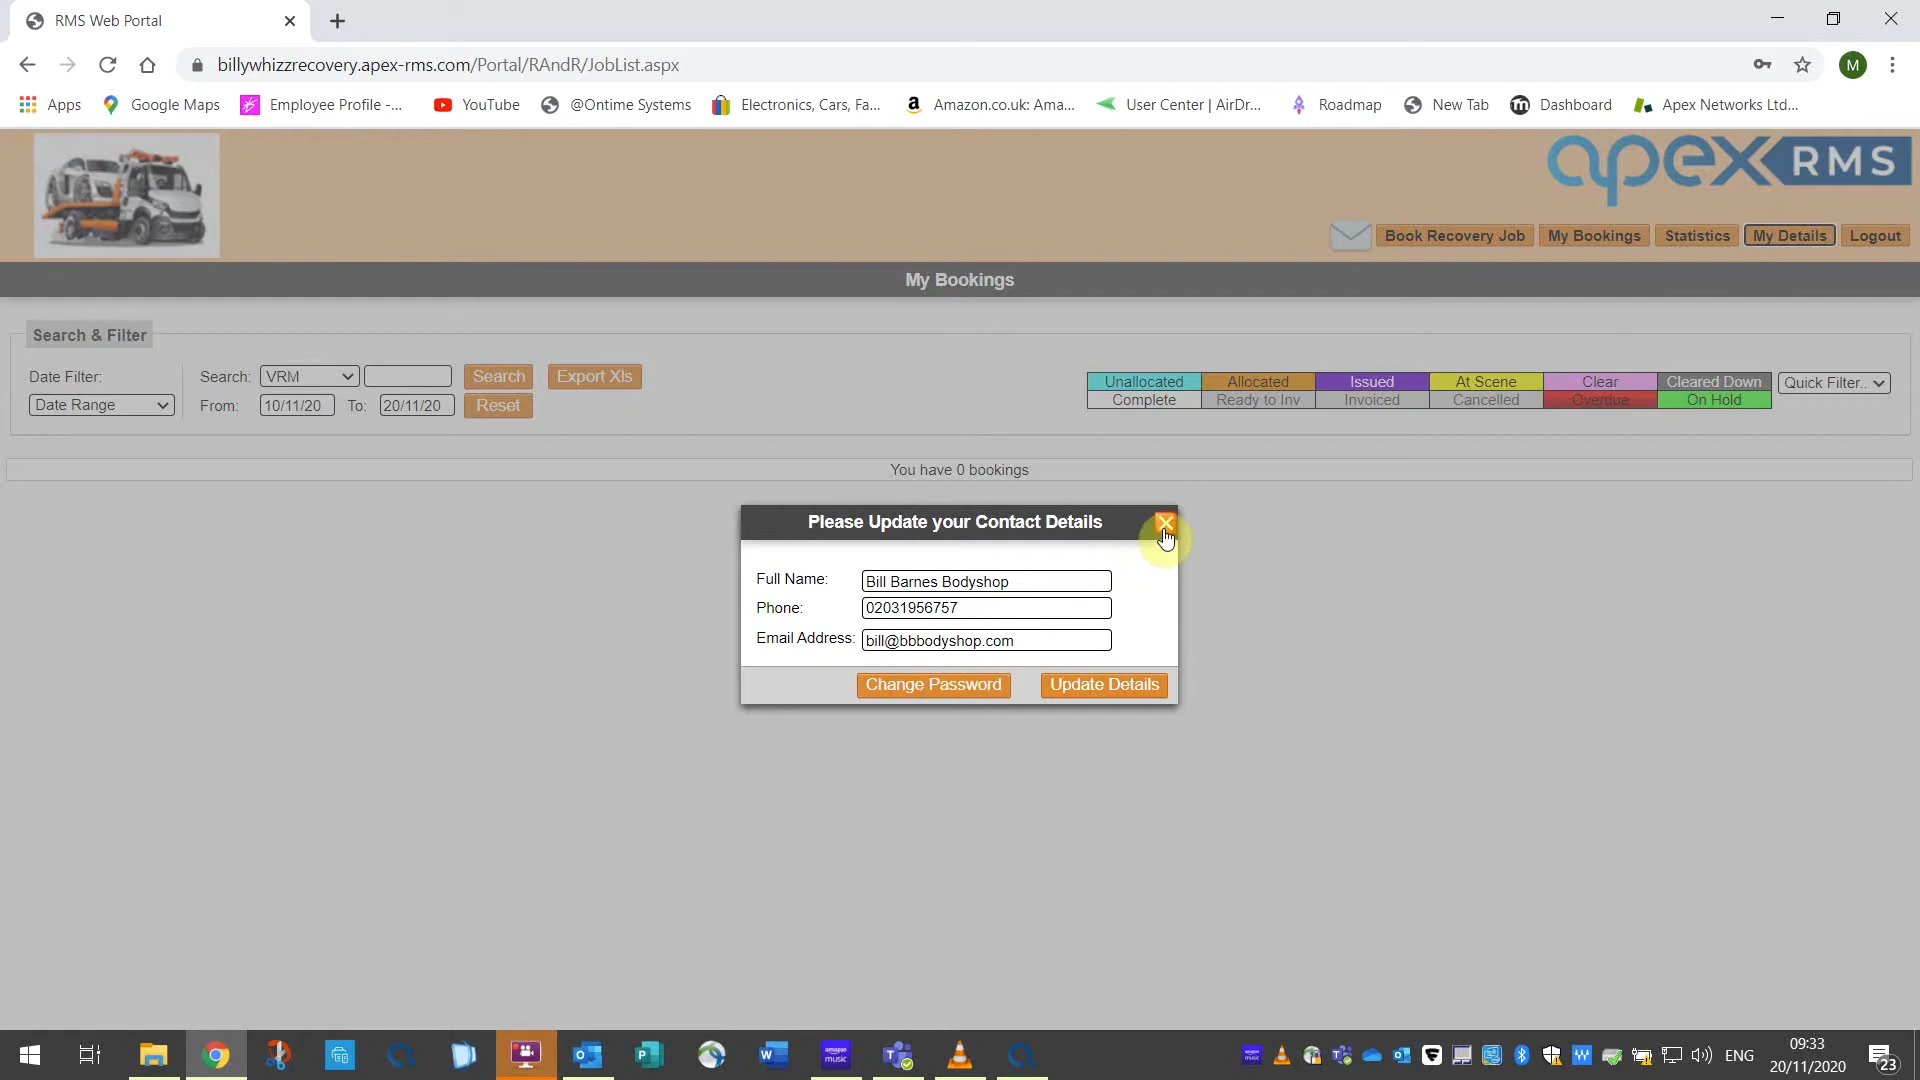 RMS Web Portal
billywhizzrecovery.apex-rms.com/Portal/RAndR/JobList.aspx
M
Apps Google Maps Employee Profile -... YouTube @Ontime Systems Electronics, Cars, Fa... Amazon.co.uk: Ama... User Center | AirDr... Roadmap New Tab Dashboard Apex Networks Ltd...
apex RMS
Book Recovery Job My Bookings Statistics My Details Logout
My Bookings
Search & Filter
Date Filter: Search: VRM Search Export Xls
Date Range From: 10/11/20 To: 20/11/20 Reset
Unallocated Allocated Issued At Scene Clear Cleared Down Quick Filter..
Complete Ready to Inv Invoiced Cancelled Overdue On Hold
You have 0 bookings
Please Update your Contact Details
Full Name: Bill Barnes Bodyshop
Phone: 02031956757
Email Address: bill@bbbodyshop.com
Change Password Update Details
ENG
09:33
20/11/2020
23